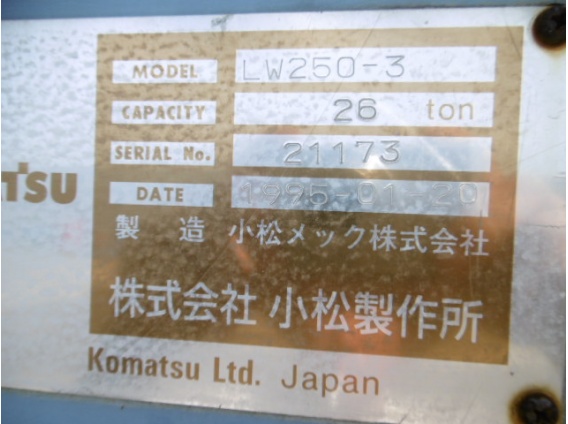 MODEL LW250-3
CAPACITY 26 ton
SERIAL No. 21173
DATE 1995-01-20
TSU
製造 小松メック株式会社
株式会社 小松製作所
Komatsu Ltd. Japan